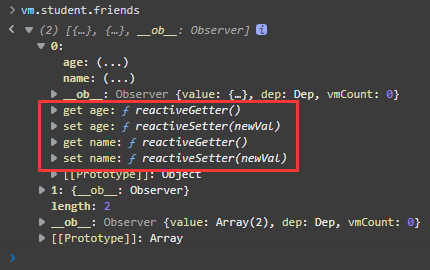 vm.student.friends
(2) [{…}, {…}, __ob__: Observer] i
0:
age: (...)
name: (...)
__ob__: Observer {value: {…}, dep: Dep, vmCount: 0}
get age: ƒ reactiveGetter()
set age: ƒ reactiveSetter(newVal)
get name: ƒ reactiveGetter()
set name: ƒ reactiveSetter(newVal)
[[Prototype]]: Object
1: {__ob__: Observer}
length: 2
__ob__: Observer {value: Array(2), dep: Dep, vmCount: 0}
[[Prototype]]: Array